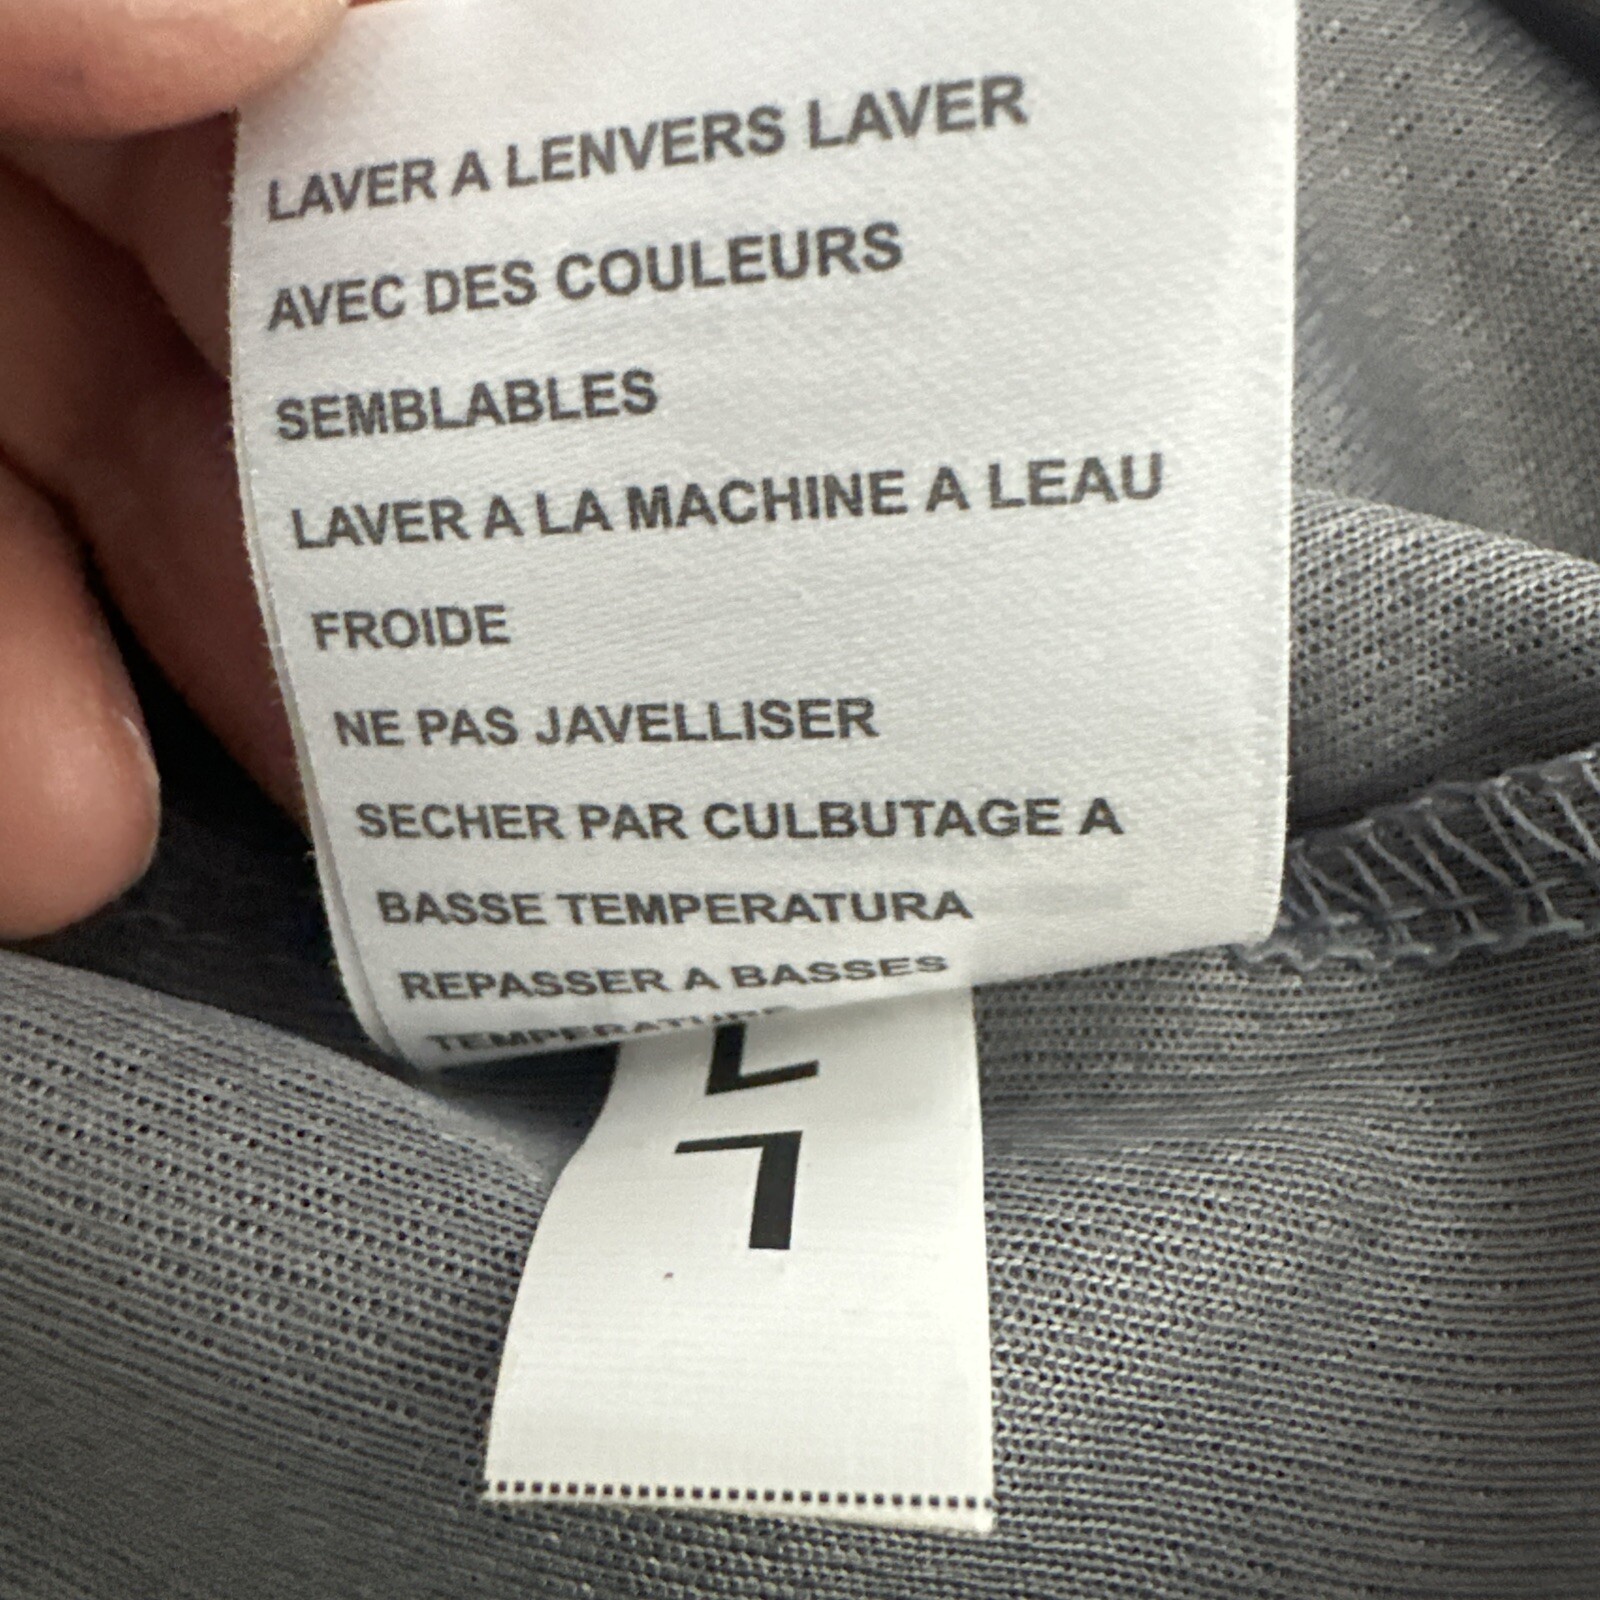 LAVER A LENVERS LAVER
AVEC DES COULEURS
SEMBLABLES
LAVER A LA MACHINE A LEAU
FROIDE
NE PAS JAVELLISER
SECHER PAR CULBUTAGE A
BASSE TEMPERATURA
REPASSER A BASSES
L